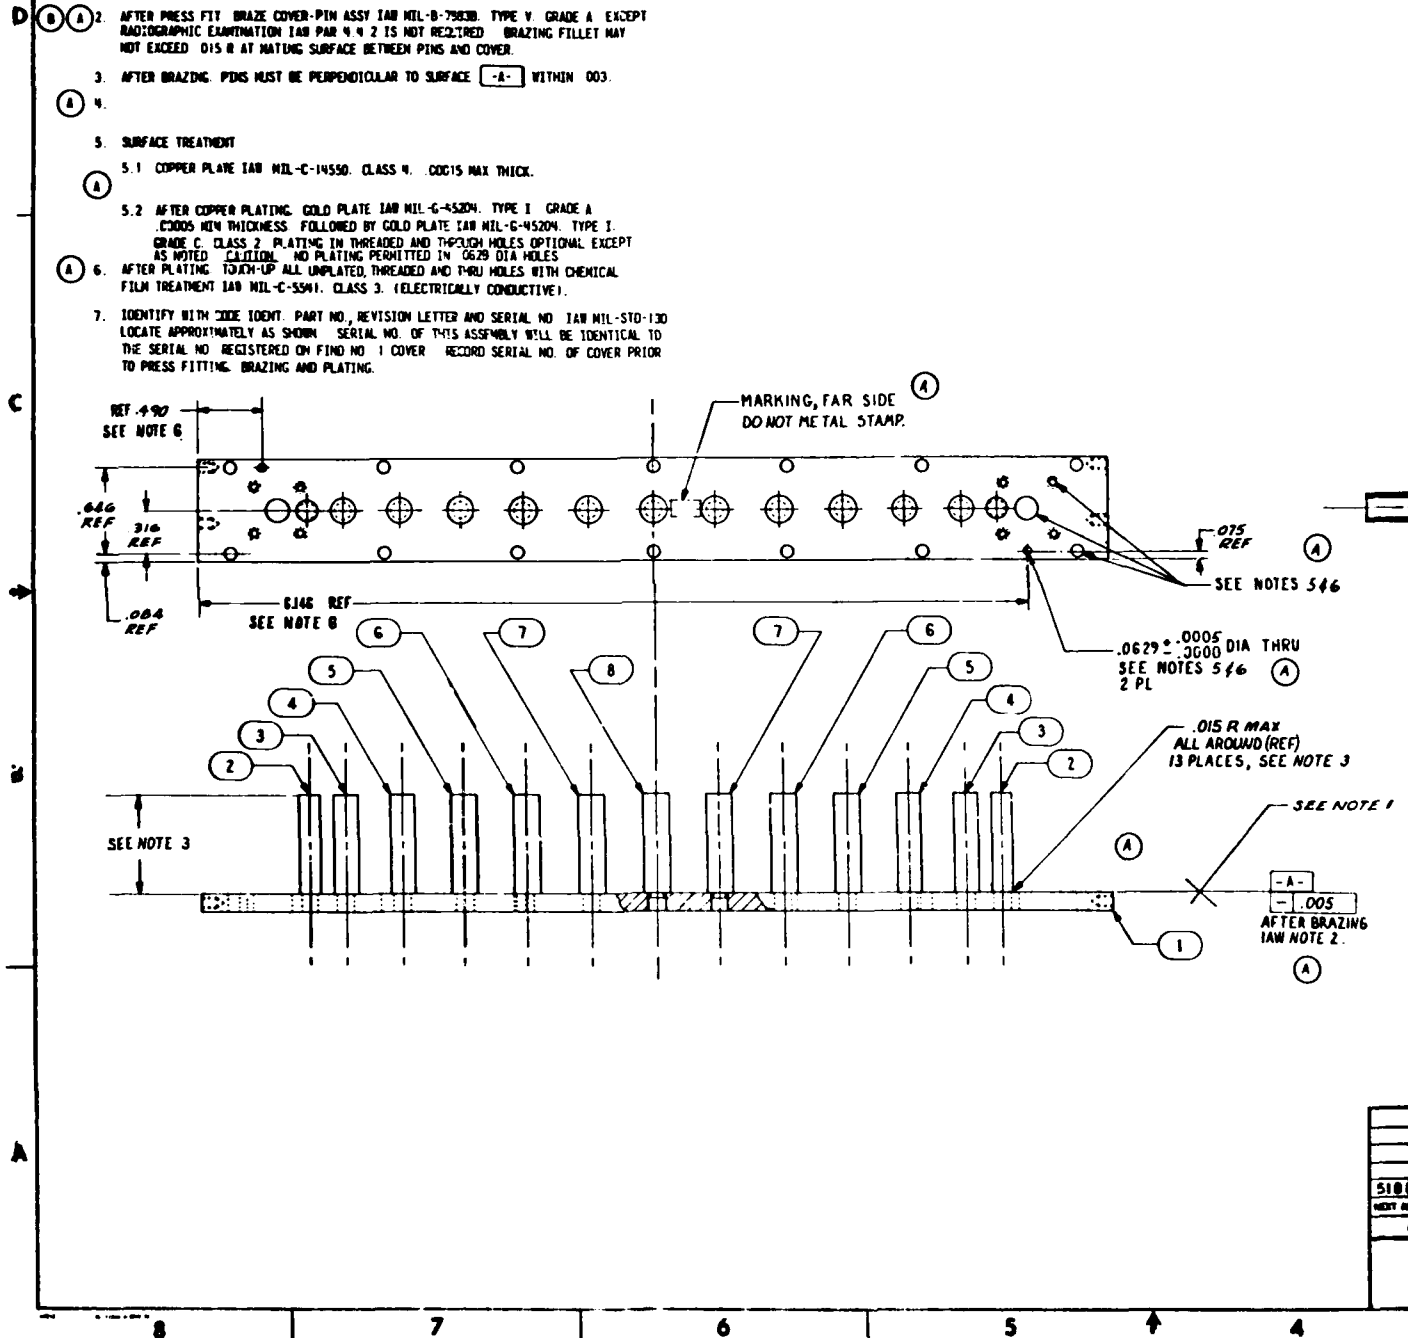 D
B A 2. AFTER PRESS FIT BRAZE COVER-PIN ASSY IAW MIL-B- TYPE V. GRADE A EXCEPT
RADIOGRAPHIC EXAMINATION IAW PAR 4.4.2 IS NOT REQUIRED BRAZING FILLET MAY
NOT EXCEED .015 R AT MATING SURFACE BETWEEN PINS AND COVER.
3. AFTER BRAZING. PINS MUST BE PERPENDICULAR TO SURFACE -A- WITHIN 003.
A 4.
5. SURFACE TREATMENT
5.1 COPPER PLATE IAW MIL-C-14550. CLASS 4. .00015 MAX THICK.
A
5.2 AFTER COPPER PLATING. GOLD PLATE IAW MIL-G-45204. TYPE I GRADE A
.00005 MIN THICKNESS FOLLOWED BY GOLD PLATE IAW MIL-G-45204. TYPE I.
GRADE C. CLASS 2 PLATING IN THREADED AND THROUGH HOLES OPTIONAL EXCEPT
AS NOTED CAUTION NO PLATING PERMITTED IN 0629 DIA HOLES
A 6. AFTER PLATING TOUCH-UP ALL UNPLATED, THREADED AND THRU HOLES WITH CHEMICAL
FILM TREATMENT IAW MIL-C-5541. CLASS 3. (ELECTRICALLY CONDUCTIVE).
7. IDENTIFY WITH CODE IDENT. PART NO., REVISION LETTER AND SERIAL NO IAW MIL-STD-130
LOCATE APPROXIMATELY AS SHOWN SERIAL NO. OF THIS ASSEMBLY WILL BE IDENTICAL TO
THE SERIAL NO REGISTERED ON FIND NO 1 COVER RECORD SERIAL NO. OF COVER PRIOR
TO PRESS FITTING. BRAZING AND PLATING.
C
REF .490
SEE NOTE 6
MARKING, FAR SIDE
DO NOT METAL STAMP.
A
.646
REF
.316
REF
.075
REF
A
.084
REF
6.146 REF
SEE NOTE 6
SEE NOTES 5&6
.0629 +.0005 -.0000 DIA THRU
SEE NOTES 5&6
2 PL
A
6 7 7 6
5 8 5
4 4
3 3
2 2
.015 R MAX
ALL AROUND (REF)
13 PLACES, SEE NOTE 3
B
SEE NOTE 3
SEE NOTE 1
A
-A-
– .005
AFTER BRAZING
IAW NOTE 2.
A
1
A
8 7 6 5 4